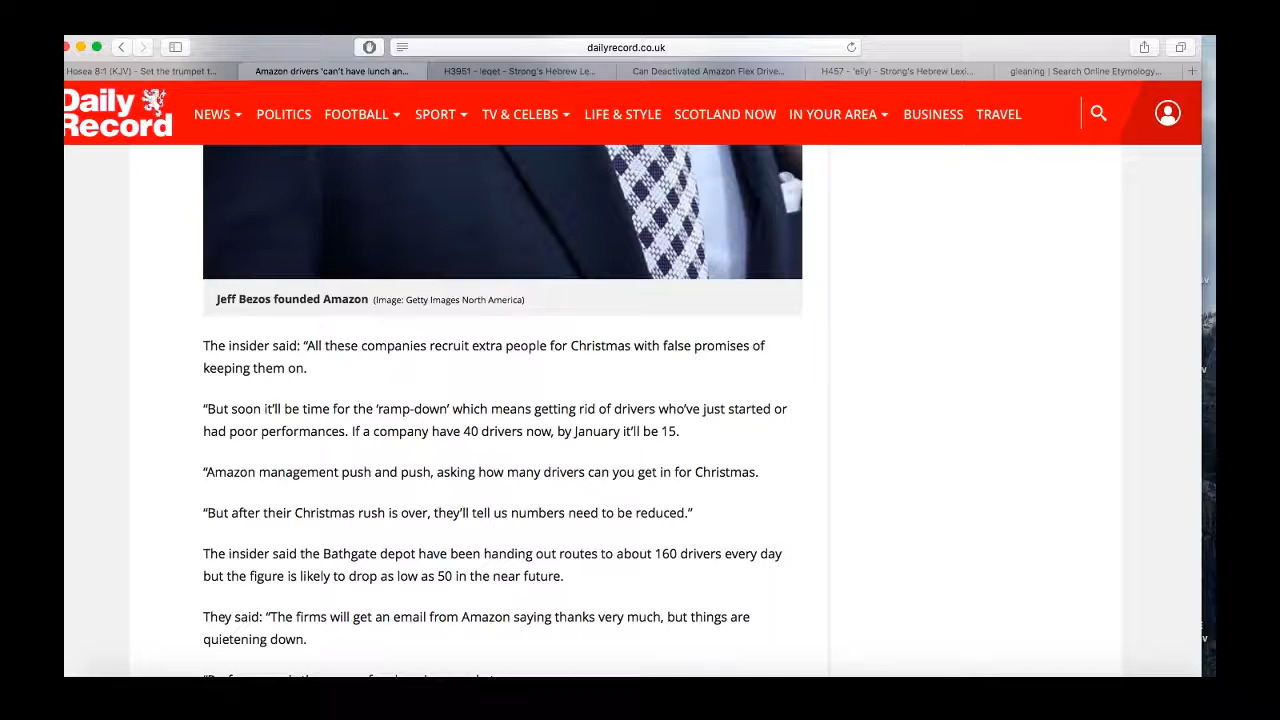 dailyrecord.co.uk
Hosea 8:1 (KJV) - Set the trumpet t...
Amazon drivers 'can't have lunch an...
H3951 - leqet - Strong's Hebrew Le...
Can Deactivated Amazon Flex Drive...
H457 - 'eliyl - Strong's Hebrew Lexi...
gleaning | Search Online Etymology...
Daily
Record
NEWS
POLITICS
FOOTBALL
SPORT
TV & CELEBS
LIFE & STYLE
SCOTLAND NOW
IN YOUR AREA
BUSINESS
TRAVEL
Jeff Bezos founded Amazon (Image: Getty Images North America)
The insider said: “All these companies recruit extra people for Christmas with false promises of
keeping them on.
“But soon it’ll be time for the ‘ramp-down’ which means getting rid of drivers who’ve just started or
had poor performances. If a company have 40 drivers now, by January it’ll be 15.
“Amazon management push and push, asking how many drivers can you get in for Christmas.
“But after their Christmas rush is over, they’ll tell us numbers need to be reduced.”
The insider said the Bathgate depot have been handing out routes to about 160 drivers every day
but the figure is likely to drop as low as 50 in the near future.
They said: “The firms will get an email from Amazon saying thanks very much, but things are
quietening down.